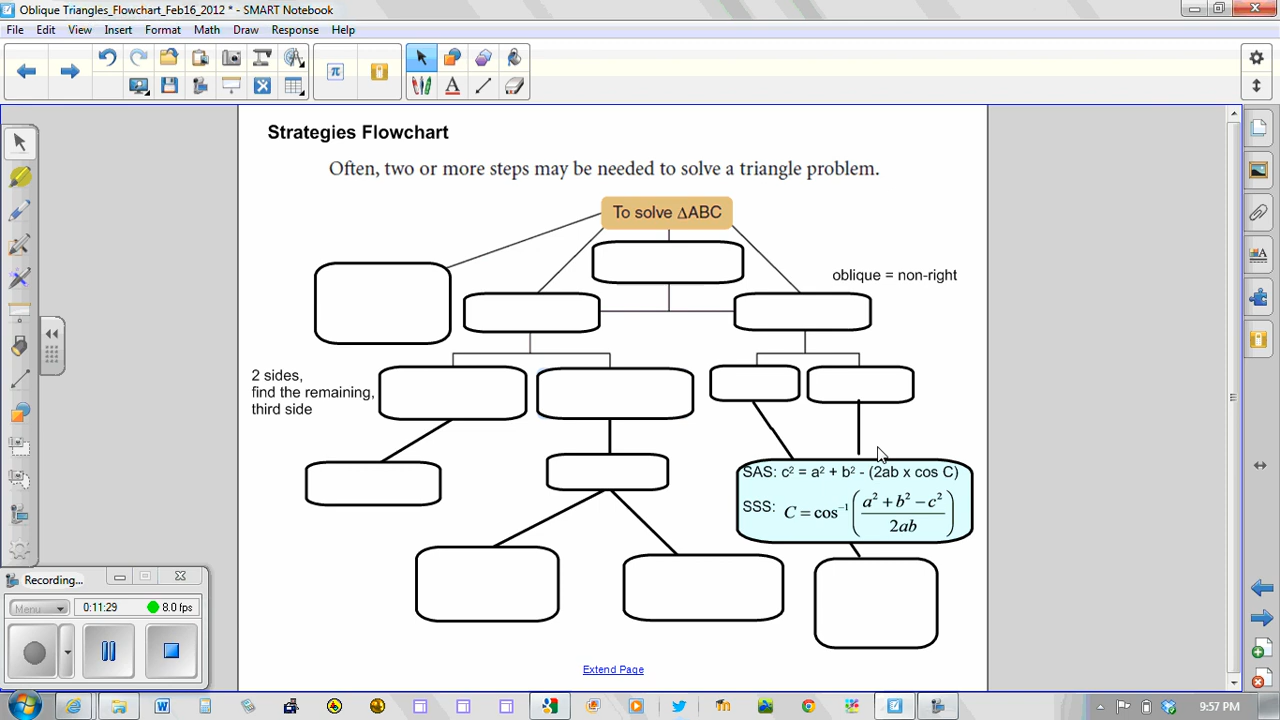 Oblique Triangles_Flowchart_Feb16_2012 * - SMART Notebook
File Edit View Insert Format Math Draw Response Help
Strategies Flowchart
Often, two or more steps may be needed to solve a triangle problem.
To solve ΔABC
oblique = non-right
2 sides,
find the remaining,
third side
SAS: c² = a² + b² - (2ab x cos C)
SSS: C = cos⁻¹ ( a² + b² – c² / 2ab )
Recording...
Menu 0:11:29 8.0 fps
Extend Page
9:57 PM